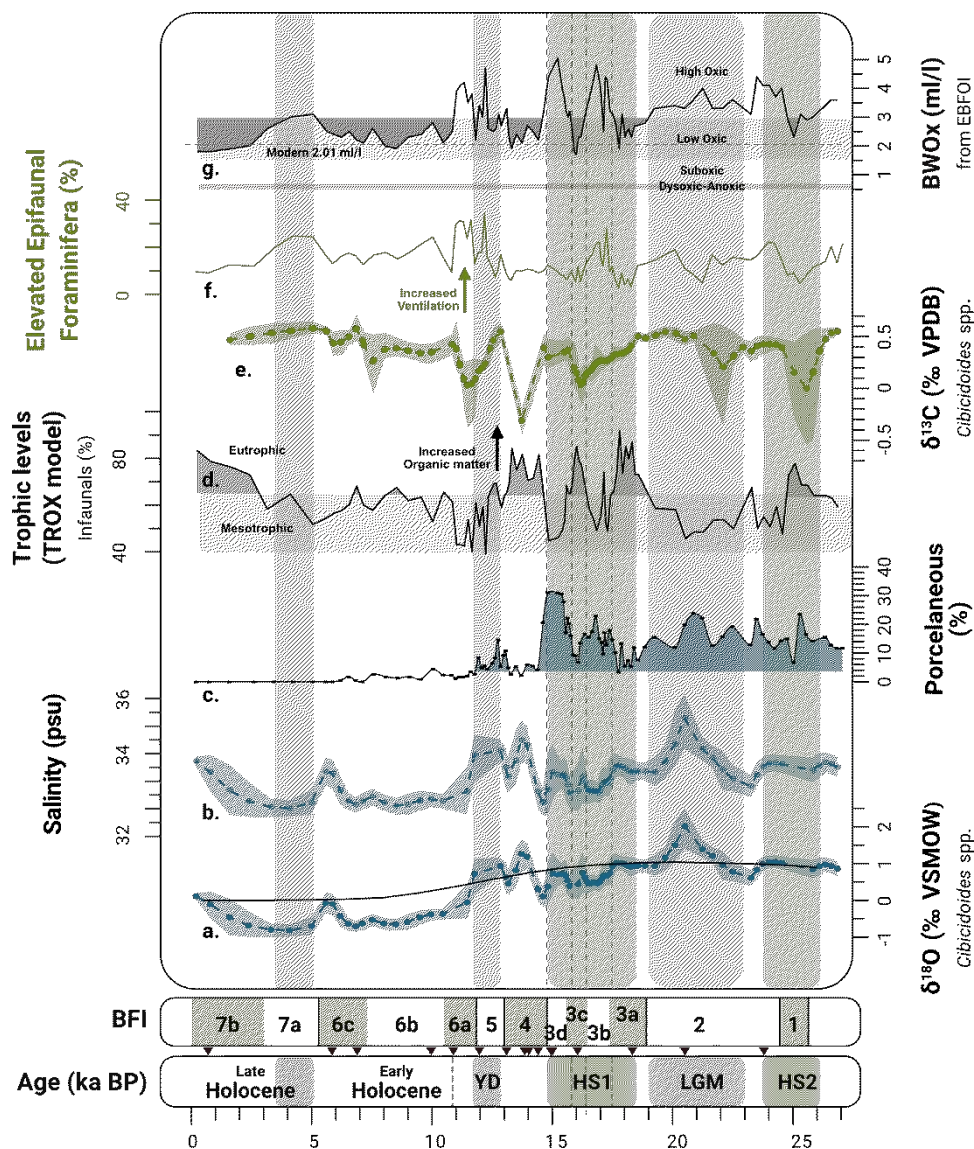 5
4
3
2
1
BWOx (ml/l)
from EBFOI
High Oxic
Low Oxic
Modern 2.01 ml/l
Suboxic
Dysoxic-Anoxic
g.
Elevated Epifaunal
Foraminifera (%)
40
0
f.
Increased
Ventilation
0.5
0
-0.5
δ¹³C (‰ VPDB)
Cibicidoides spp.
e.
Increased
Organic matter
Trophic levels
(TROX model)
Infaunals (%)
80
40
Eutrophic
d.
Mesotrophic
40
30
20
10
0
Porcelaneous
(%)
c.
Salinity (psu)
36
34
32
b.
2
1
0
-1
δ¹⁸O (‰ VSMOW)
Cibicidoides spp.
a.
BFI
7b 7a 6c 6b 6a 5 4 3d 3c 3b 3a 2 1
Age (ka BP)
Late
Holocene
Early
Holocene
YD HS1 LGM HS2
0 5 10 15 20 25